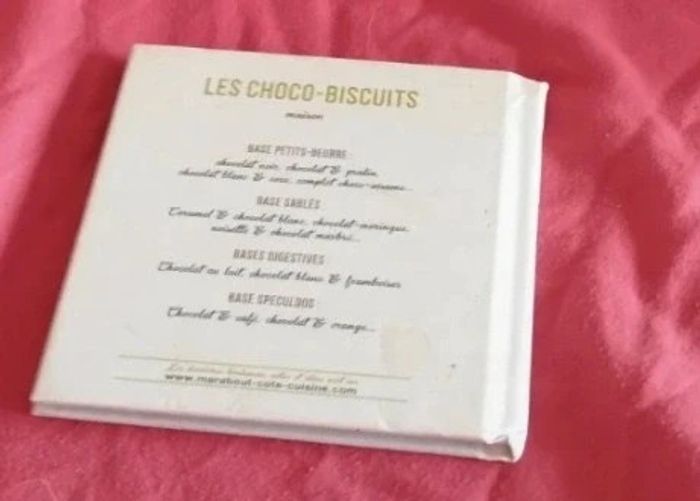 LES CHOCO-BISCUITS
maison
BASE PETITS-BEURRE
chocolat noir, chocolat & pralin,
chocolat blanc & coco, complet choco-sésame...
BASE SABLÉS
Caramel & chocolat blanc, chocolat-meringue,
noisette & chocolat marbré...
BASES DIGESTIVES
Chocolat au lait, chocolat blanc & framboises
BASE SPECULOOS
Chocolat & café, chocolat & orange...
www.marabout-cote-cuisine.com